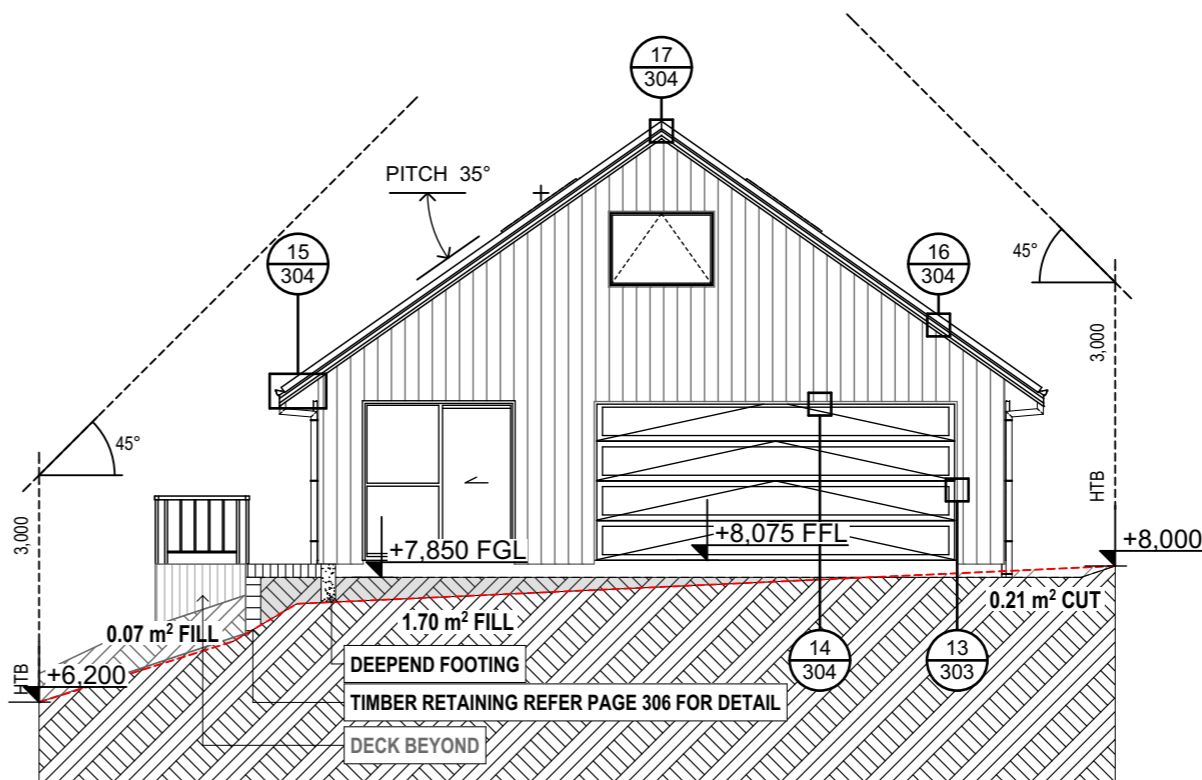 17
304
PITCH 35°
15
304
16
304
45°
3,000
45°
HTB
3,000
+8,075 FFL
+7,850 FGL
+8,000
0.21 m² CUT
1.70 m² FILL
0.07 m² FILL
14
304
13
303
DEEPEND FOOTING
HTB
+6,200
TIMBER RETAINING REFER PAGE 306 FOR DETAIL
DECK BEYOND